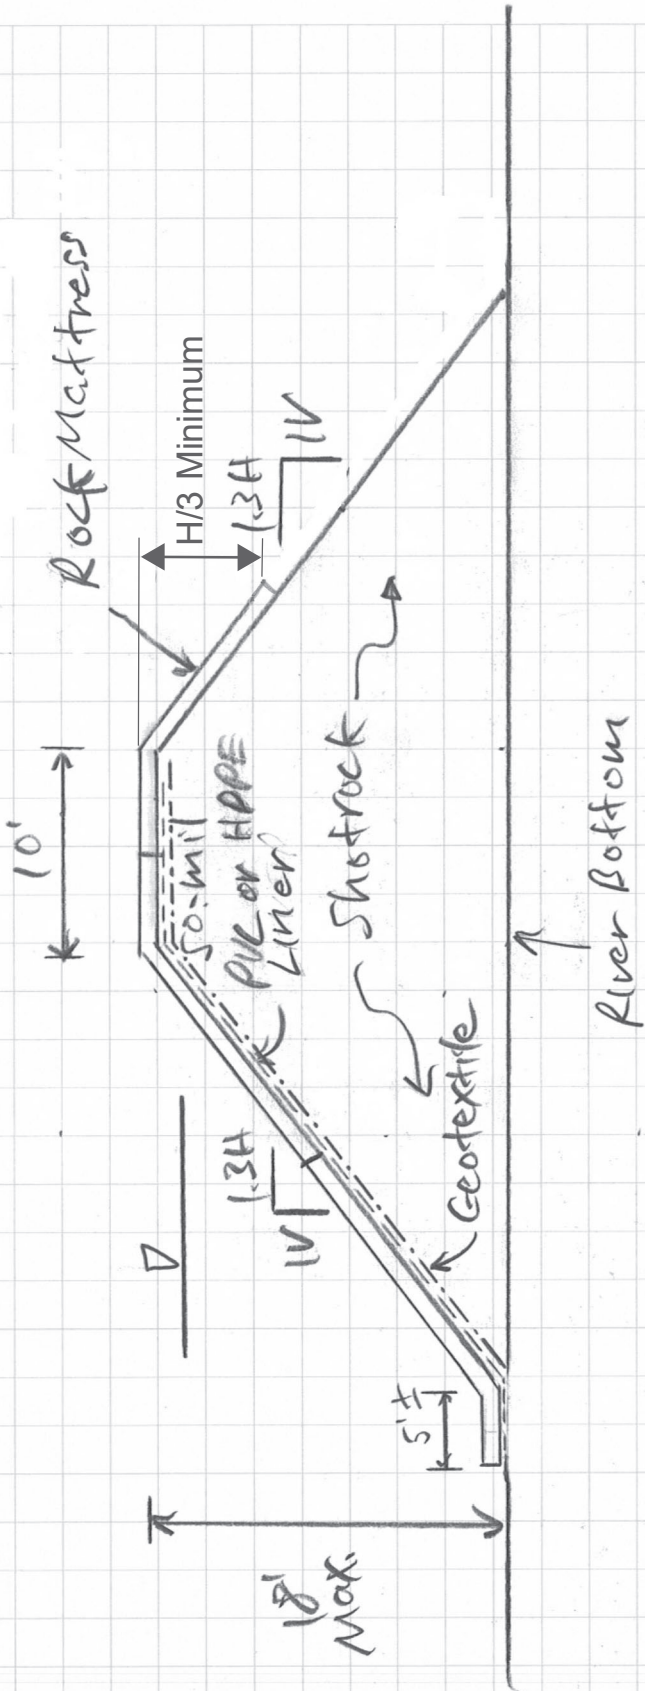 10'
Rock Mattress
H/3 Minimum
1.3H
1V
50-mil
PVC or HDPE
Liner
Shotrock
1.3H
1V
Geotextile
5'±
18'
Max.
River Bottom